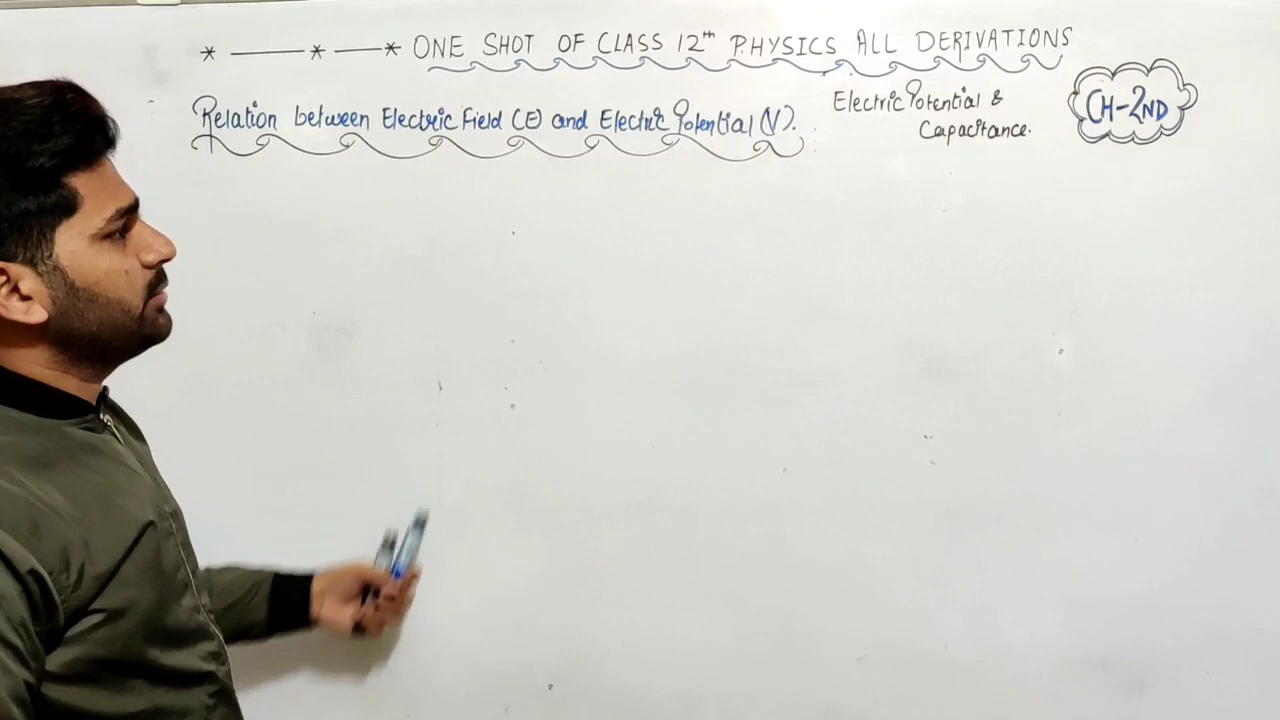 * ——— * —— * ONE SHOT OF CLASS 12th PHYSICS ALL DERIVATIONS
Relation between Electric Field (E) and Electric Potential (V).
Electric Potential &
Capacitance.
CH-2ND